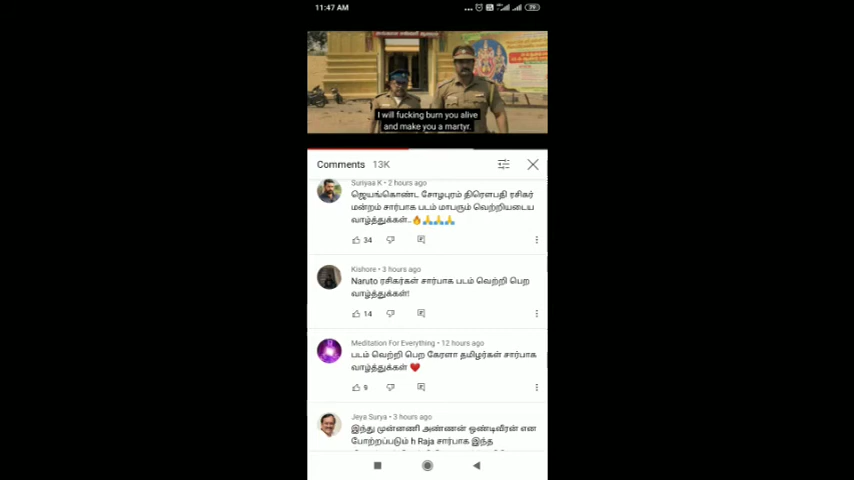 11:47 AM
39
I will fucking burn you alive
and make you a martyr.
Comments 13K
Suriyaa K • 2 hours ago
ஜெயங்கொண்ட சோழபுரம் திரௌபதி ரசிகர்
மன்றம் சார்பாக படம் மாபரும் வெற்றியடைய
வாழ்த்துக்கள்..🔥🙏🙏🙏
34
Kishore • 3 hours ago
Naruto ரசிகர்கள் சார்பாக படம் வெற்றி பெற
வாழ்த்துக்கள்!
14
Meditation For Everything • 12 hours ago
படம் வெற்றி பெற கேரளா தமிழர்கள் சார்பாக
வாழ்த்துக்கள் ❤️
9
Jeya Surya • 3 hours ago
இந்து முன்னணி அண்ணன் ஒண்டிவீரன் என
போற்றப்படும் h Raja சார்பாக இந்த